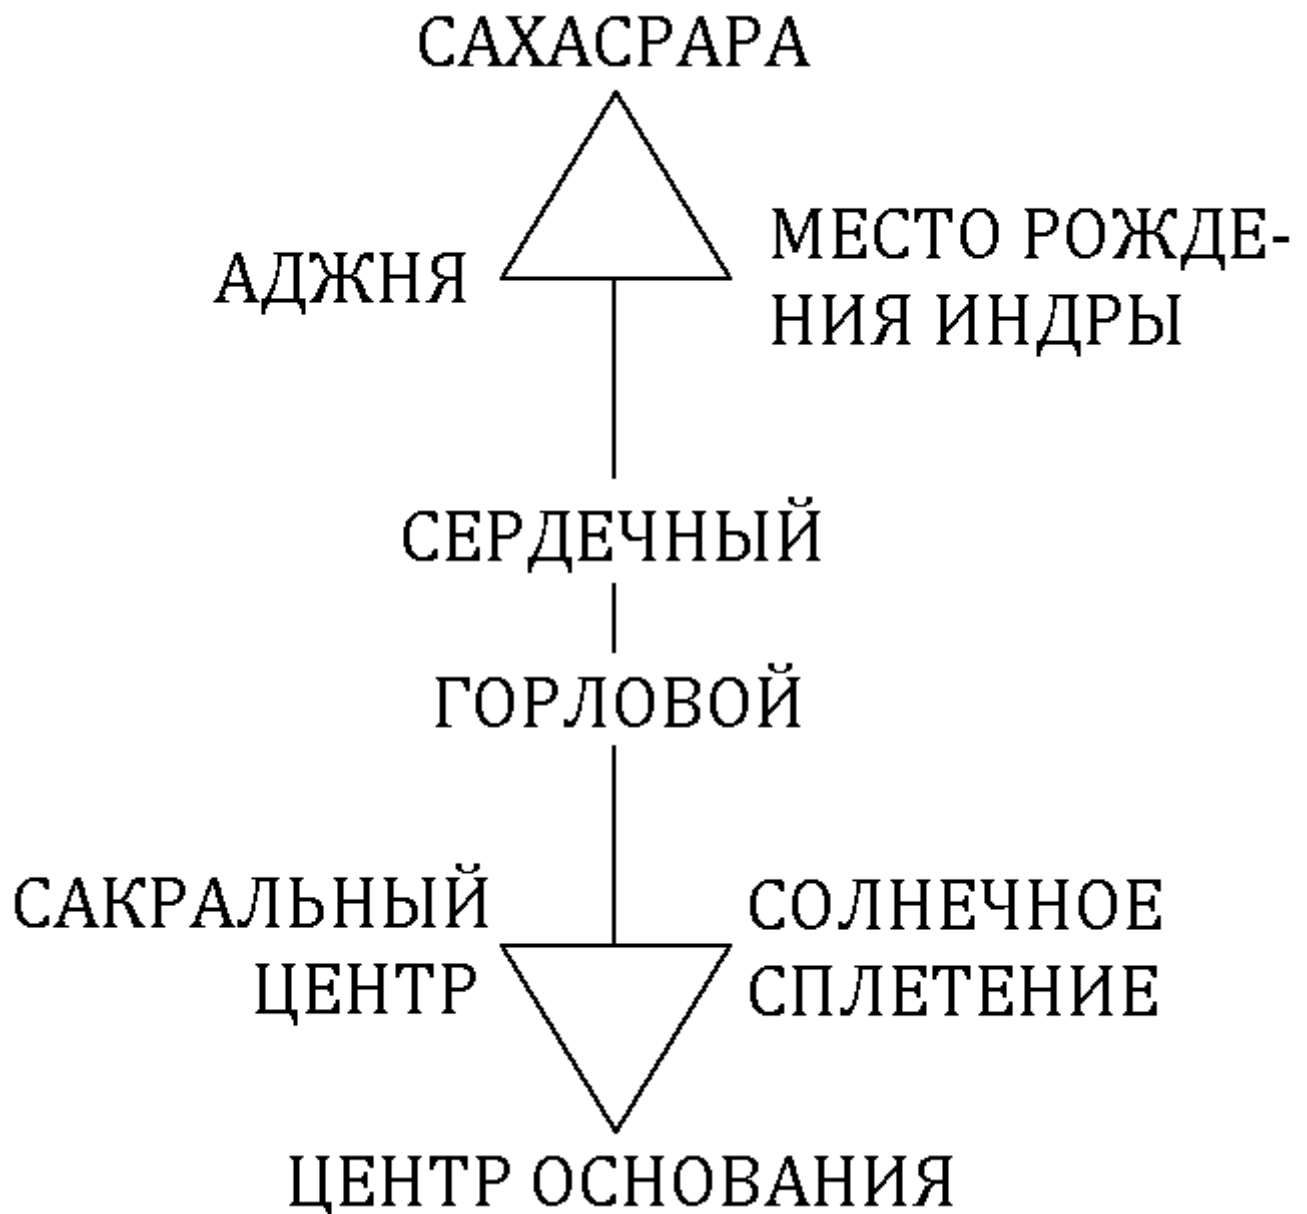 САХАСРАРА
АДЖНЯ
МЕСТО РОЖДЕ-
НИЯ ИНДРЫ
СЕРДЕЧНЫЙ
ГОРЛОВОЙ
САКРАЛЬНЫЙ
ЦЕНТР
СОЛНЕЧНОЕ
СПЛЕТЕНИЕ
ЦЕНТР ОСНОВАНИЯ